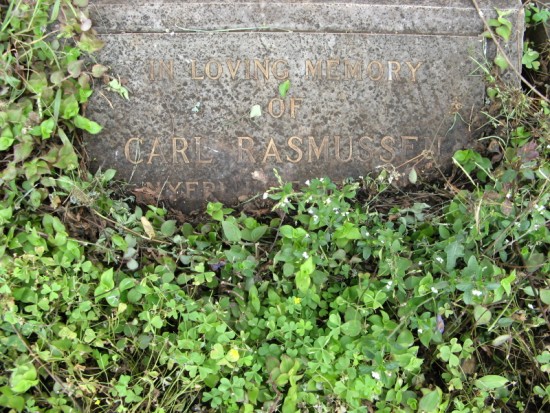 IN LOVING MEMORY
OF
CARL RASMUSSEN